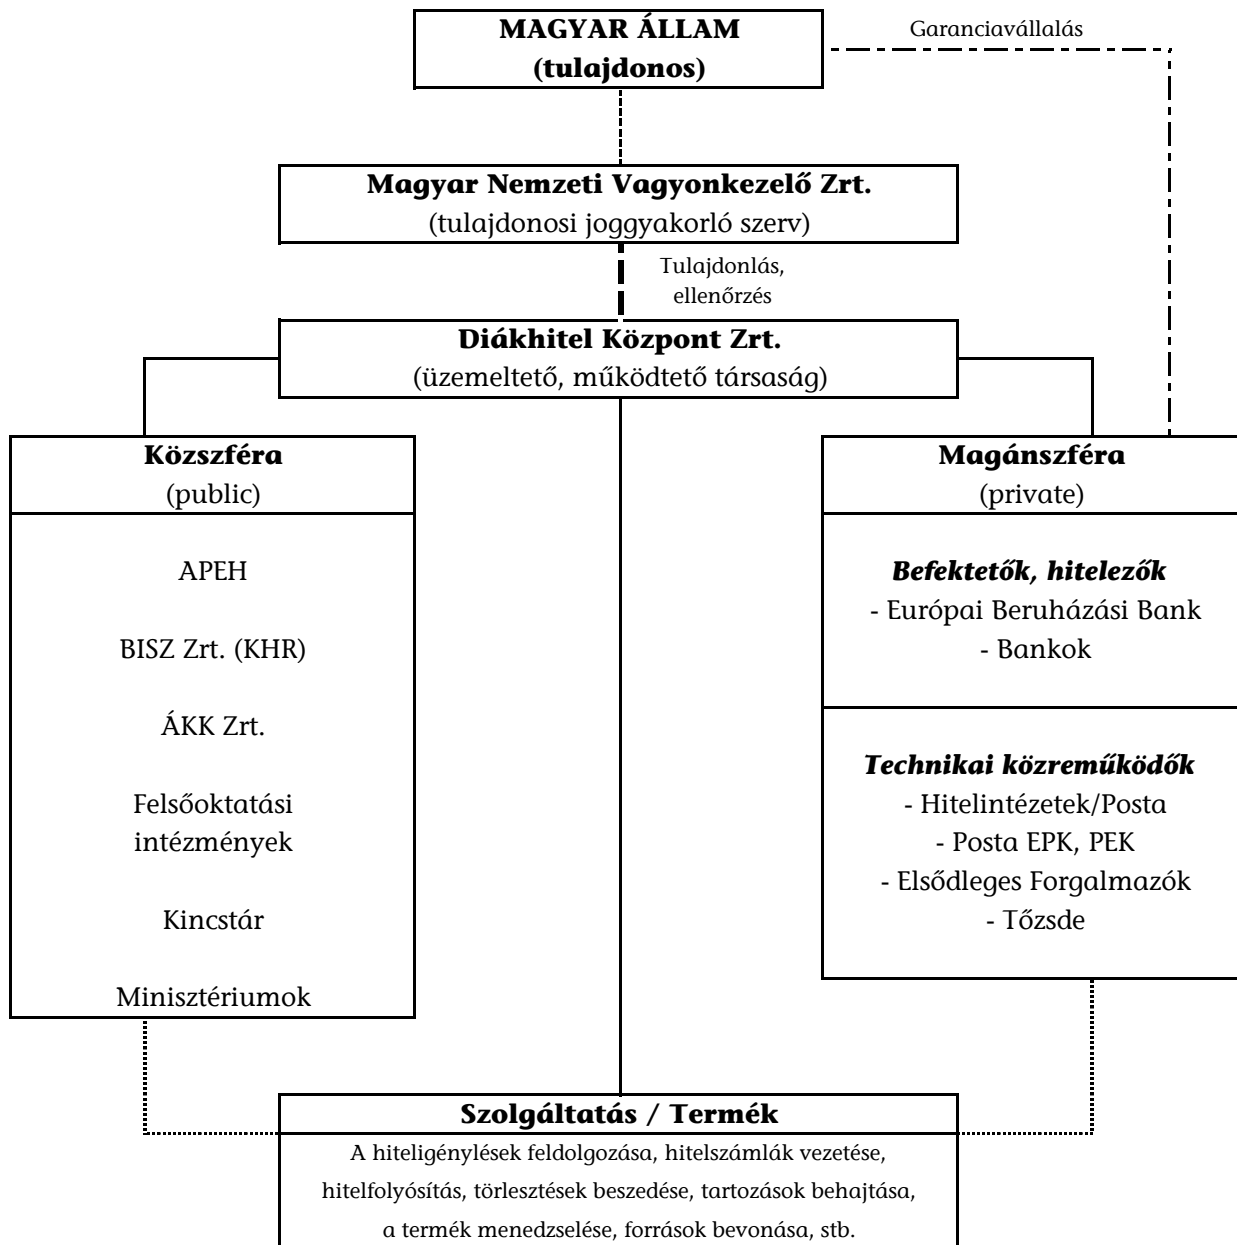 MAGYAR ÁLLAM
(tulajdonos)
Garanciavállalás
Magyar Nemzeti Vagyonkezelő Zrt.
(tulajdonosi joggyakorló szerv)
Tulajdonlás,
ellenőrzés
Diákhitel Központ Zrt.
(üzemeltető, működtető társaság)
Közszféra
(public)
APEH
BISZ Zrt. (KHR)
ÁKK Zrt.
Felsőoktatási
intézmények
Kincstár
Minisztériumok
Magánszféra
(private)
Befektetők, hitelezők
- Európai Beruházási Bank
- Bankok
Technikai közreműködők
- Hitelintézetek/Posta
- Posta EPK, PEK
- Elsődleges Forgalmazók
- Tőzsde
Szolgáltatás / Termék
A hiteligénylések feldolgozása, hitelszámlák vezetése,
hitelfolyósítás, törlesztések beszedése, tartozások behajtása,
a termék menedzselése, források bevonása, stb.